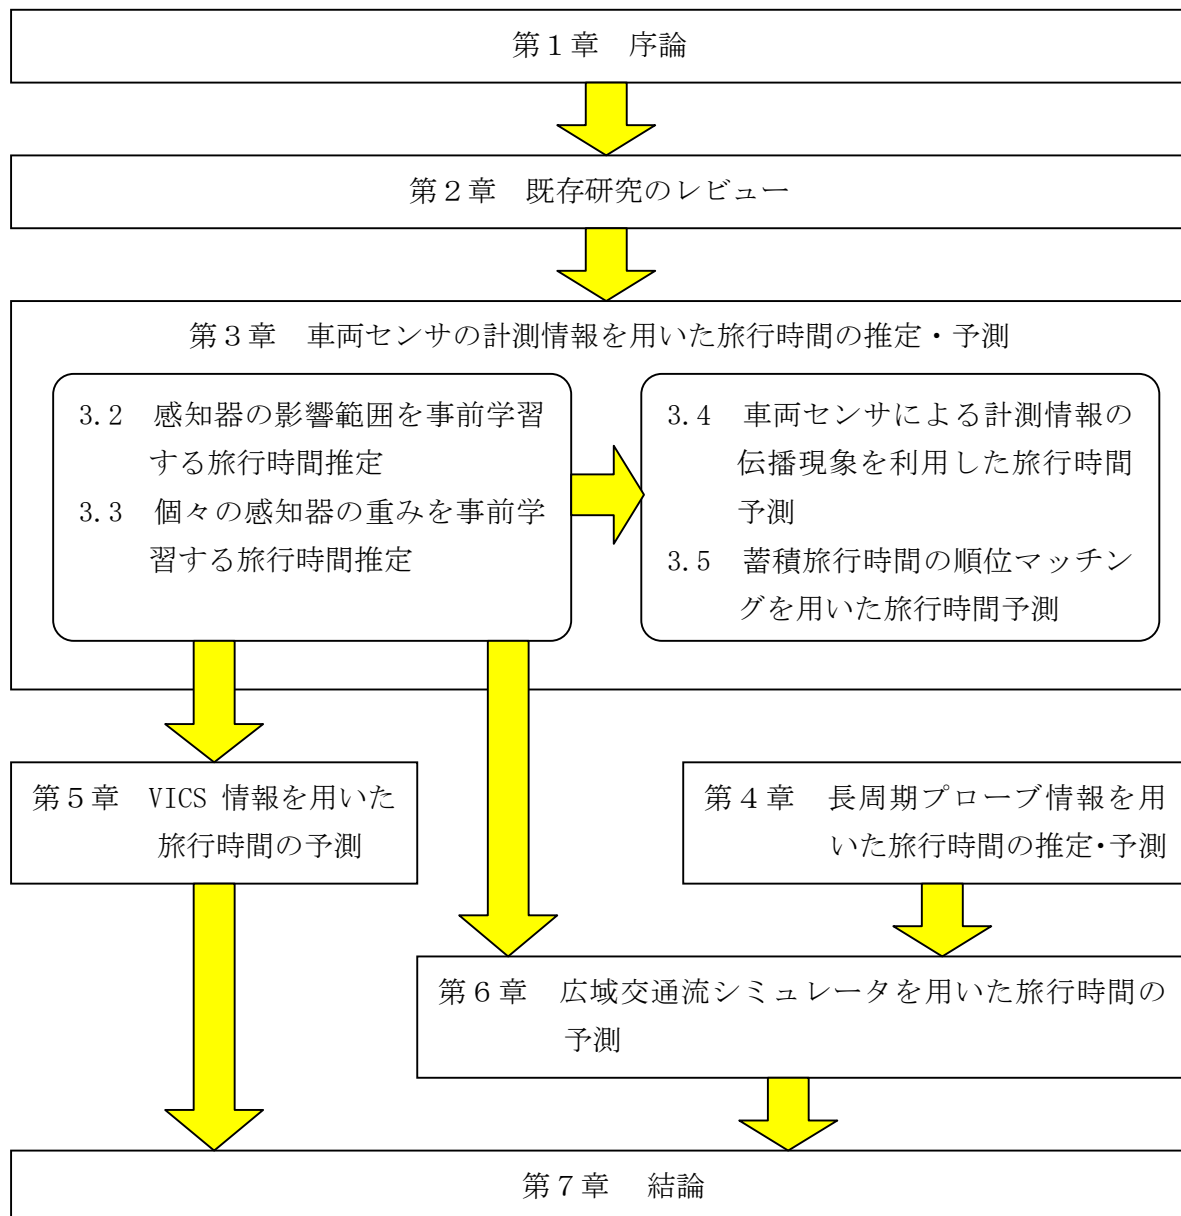 第１章　序論
第２章　既存研究のレビュー
第３章　車両センサの計測情報を用いた旅行時間の推定・予測
3.2　感知器の影響範囲を事前学習
する旅行時間推定
3.3　個々の感知器の重みを事前学
習する旅行時間推定
3.4　車両センサによる計測情報の
伝播現象を利用した旅行時間
予測
3.5　蓄積旅行時間の順位マッチン
グを用いた旅行時間予測
第５章　VICS 情報を用いた
旅行時間の予測
第４章　長周期プローブ情報を用
いた旅行時間の推定・予測
第６章　広域交通流シミュレータを用いた旅行時間の
予測
第７章　結論